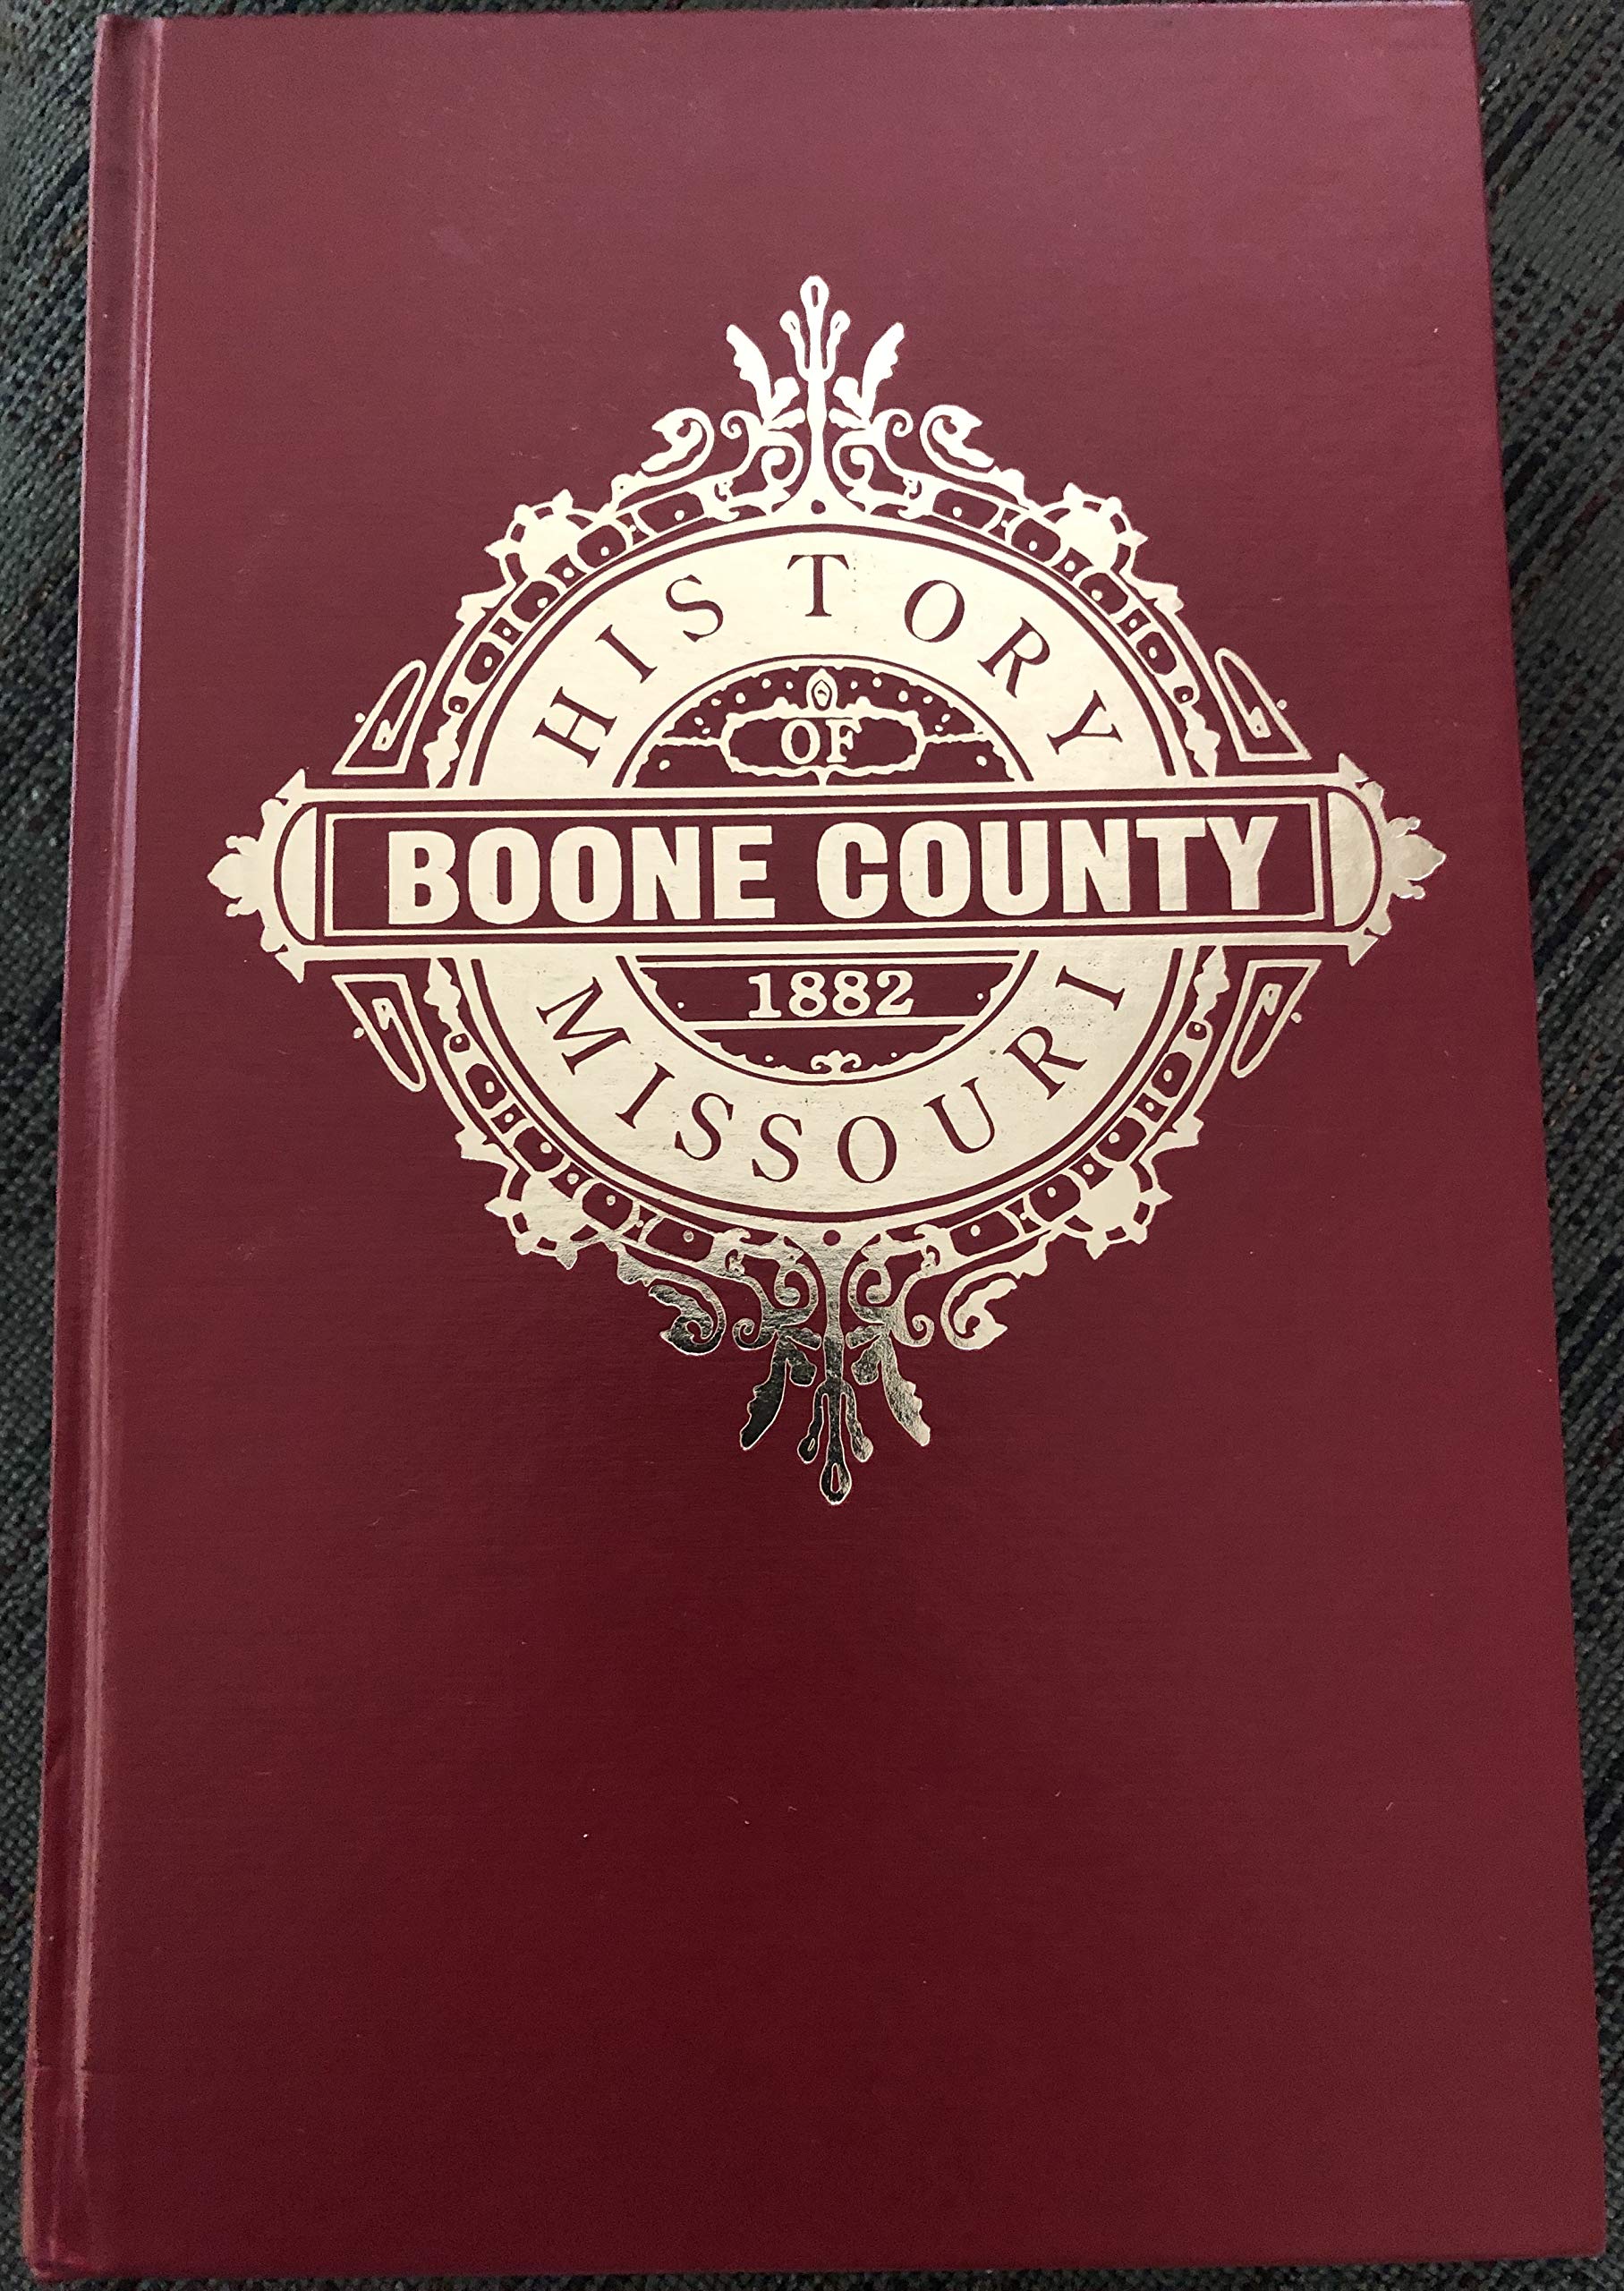 HISTORY
OF
BOONE COUNTY
1882
MISSOURI